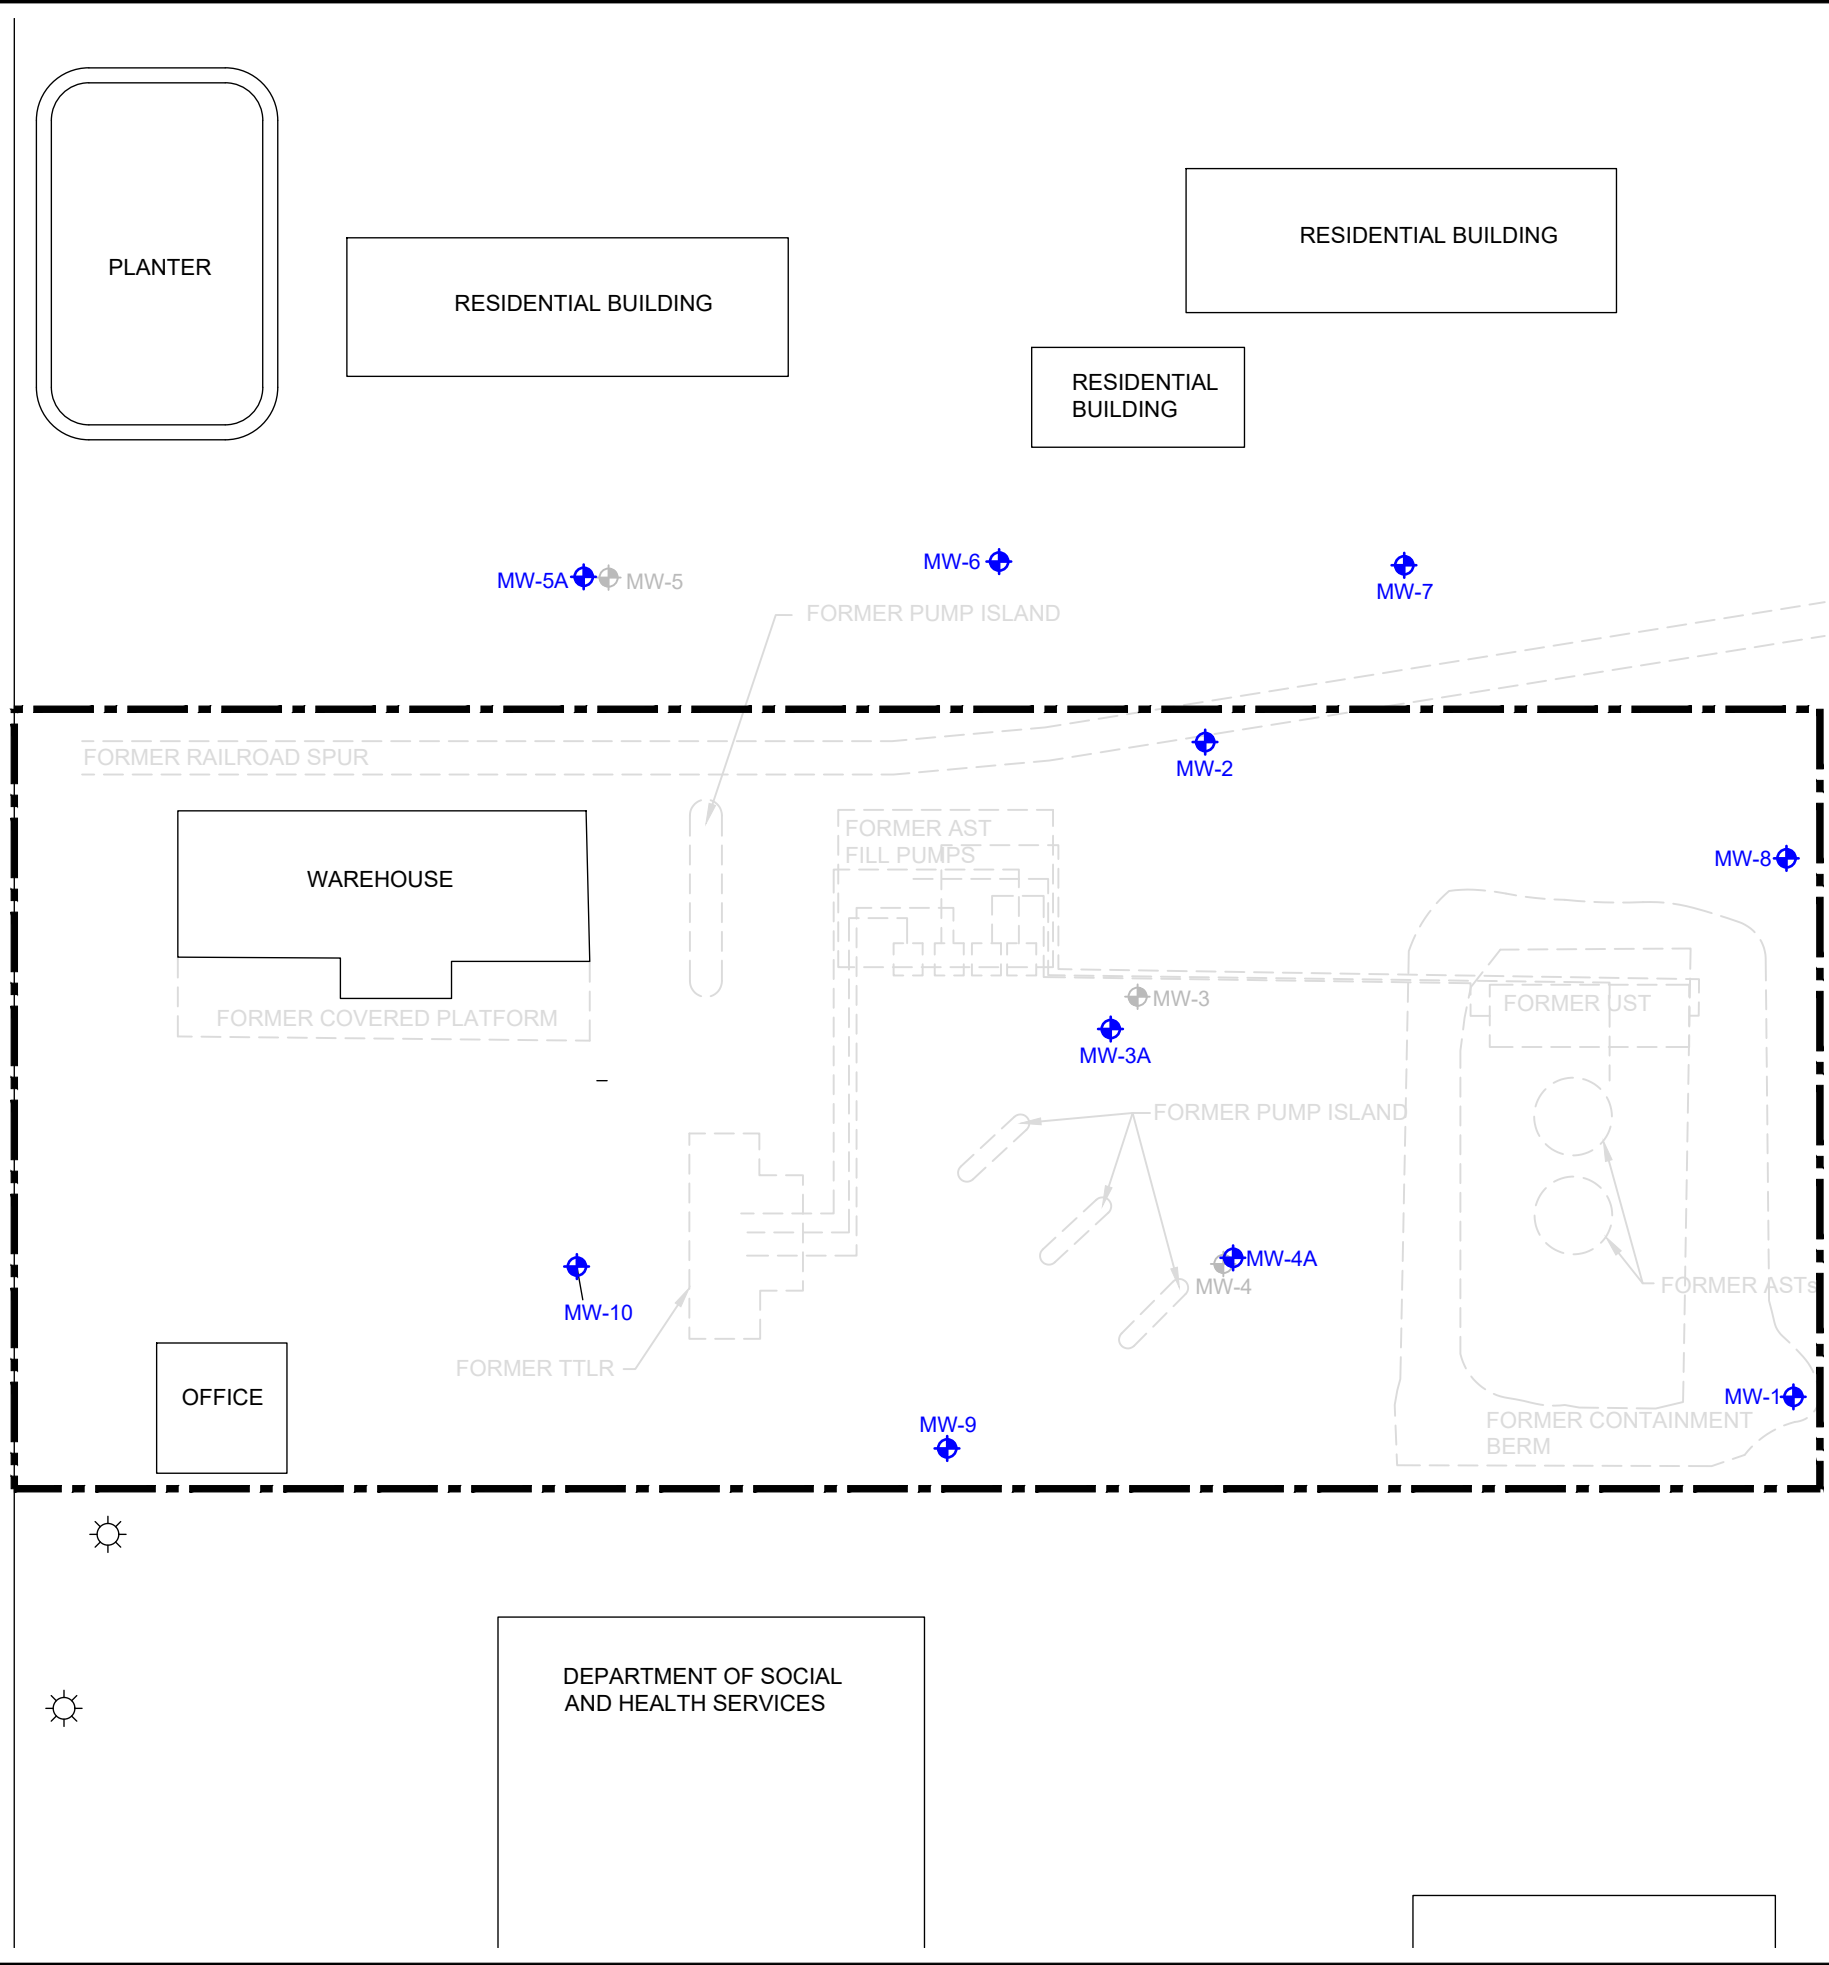 PLANTER
RESIDENTIAL BUILDING
RESIDENTIAL BUILDING
RESIDENTIAL
BUILDING
MW-5A
MW-5
MW-6
MW-7
FORMER PUMP ISLAND
FORMER RAILROAD SPUR
MW-2
FORMER AST
FILL PUMPS
MW-8
WAREHOUSE
FORMER COVERED PLATFORM
MW-3
FORMER UST
MW-3A
FORMER PUMP ISLAND
MW-4A
MW-4
FORMER ASTs
MW-10
FORMER TTLR
OFFICE
MW-9
MW-1
FORMER CONTAINMENT
BERM
DEPARTMENT OF SOCIAL
AND HEALTH SERVICES